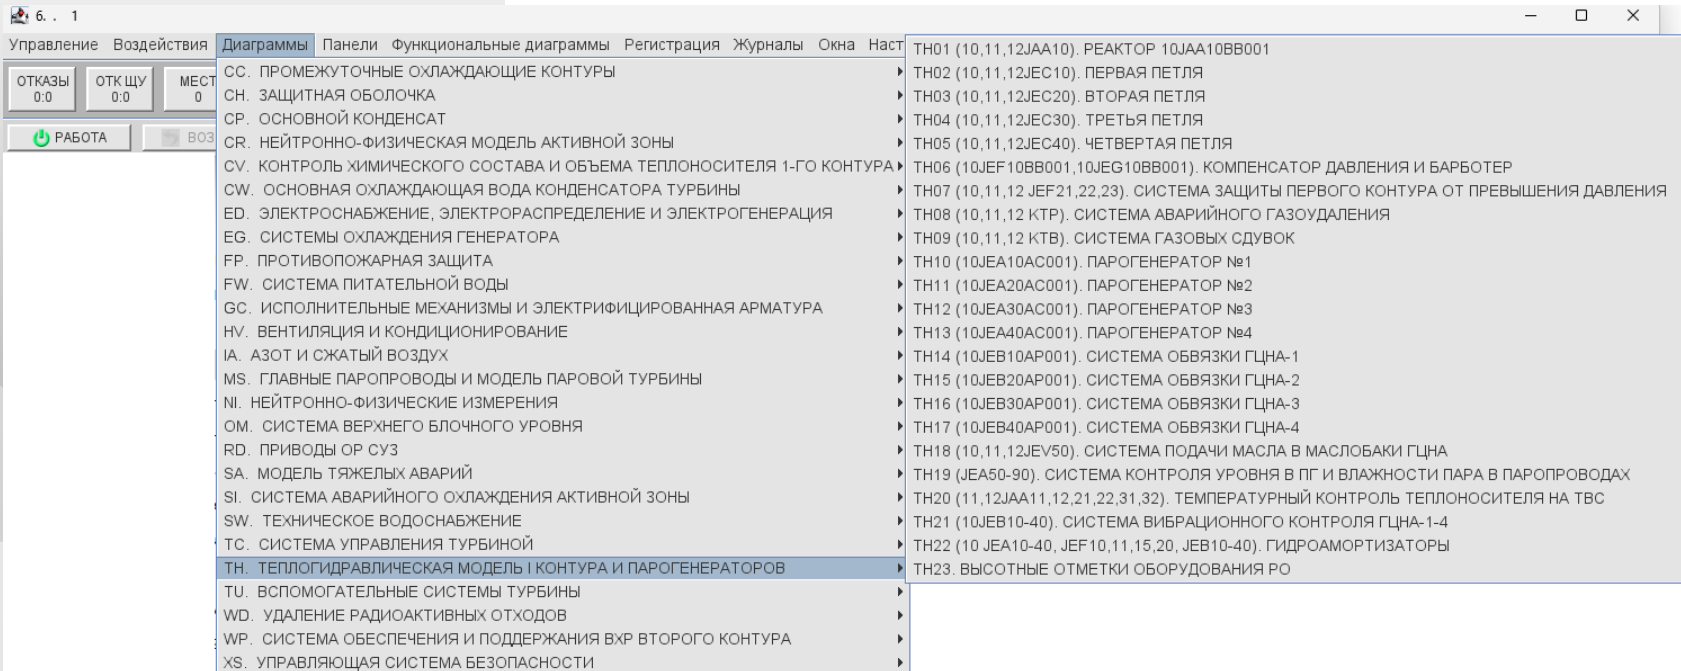 6. . 1
Управление Воздействия Диаграммы Панели Функциональные диаграммы Регистрация Журналы Окна Наст
ОТКАЗЫ 0:0
ОТК ЩУ 0:0
МЕСТ 0
РАБОТА
ВОЗ
CC. ПРОМЕЖУТОЧНЫЕ ОХЛАЖДАЮЩИЕ КОНТУРЫ
CH. ЗАЩИТНАЯ ОБОЛОЧКА
CP. ОСНОВНОЙ КОНДЕНСАТ
CR. НЕЙТРОННО-ФИЗИЧЕСКАЯ МОДЕЛЬ АКТИВНОЙ ЗОНЫ
CV. КОНТРОЛЬ ХИМИЧЕСКОГО СОСТАВА И ОБЪЕМА ТЕПЛОНОСИТЕЛЯ 1-ГО КОНТУРА
CW. ОСНОВНАЯ ОХЛАЖДАЮЩАЯ ВОДА КОНДЕНСАТОРА ТУРБИНЫ
ED. ЭЛЕКТРОСНАБЖЕНИЕ, ЭЛЕКТРОРАСПРЕДЕЛЕНИЕ И ЭЛЕКТРОГЕНЕРАЦИЯ
EG. СИСТЕМЫ ОХЛАЖДЕНИЯ ГЕНЕРАТОРА
FP. ПРОТИВОПОЖАРНАЯ ЗАЩИТА
FW. СИСТЕМА ПИТАТЕЛЬНОЙ ВОДЫ
GC. ИСПОЛНИТЕЛЬНЫЕ МЕХАНИЗМЫ И ЭЛЕКТРИФИЦИРОВАННАЯ АРМАТУРА
HV. ВЕНТИЛЯЦИЯ И КОНДИЦИОНИРОВАНИЕ
IA. АЗОТ И СЖАТЫЙ ВОЗДУХ
MS. ГЛАВНЫЕ ПАРОПРОВОДЫ И МОДЕЛЬ ПАРОВОЙ ТУРБИНЫ
NI. НЕЙТРОННО-ФИЗИЧЕСКИЕ ИЗМЕРЕНИЯ
OM. СИСТЕМА ВЕРХНЕГО БЛОЧНОГО УРОВНЯ
RD. ПРИВОДЫ ОР СУЗ
SA. МОДЕЛЬ ТЯЖЕЛЫХ АВАРИЙ
SI. СИСТЕМА АВАРИЙНОГО ОХЛАЖДЕНИЯ АКТИВНОЙ ЗОНЫ
SW. ТЕХНИЧЕСКОЕ ВОДОСНАБЖЕНИЕ
TC. СИСТЕМА УПРАВЛЕНИЯ ТУРБИНОЙ
TH. ТЕПЛОГИДРАВЛИЧЕСКАЯ МОДЕЛЬ I КОНТУРА И ПАРОГЕНЕРАТОРОВ
TU. ВСПОМОГАТЕЛЬНЫЕ СИСТЕМЫ ТУРБИНЫ
WD. УДАЛЕНИЕ РАДИОАКТИВНЫХ ОТХОДОВ
WP. СИСТЕМА ОБЕСПЕЧЕНИЯ И ПОДДЕРЖАНИЯ ВХР ВТОРОГО КОНТУРА
XS. УПРАВЛЯЮЩАЯ СИСТЕМА БЕЗОПАСНОСТИ
TH01 (10,11,12JAA10). РЕАКТОР 10JAA10BB001
TH02 (10,11,12JEC10). ПЕРВАЯ ПЕТЛЯ
TH03 (10,11,12JEC20). ВТОРАЯ ПЕТЛЯ
TH04 (10,11,12JEC30). ТРЕТЬЯ ПЕТЛЯ
TH05 (10,11,12JEC40). ЧЕТВЕРТАЯ ПЕТЛЯ
TH06 (10JEF10BB001,10JEG10BB001). КОМПЕНСАТОР ДАВЛЕНИЯ И БАРБОТЕР
TH07 (10,11,12 JEF21,22,23). СИСТЕМА ЗАЩИТЫ ПЕРВОГО КОНТУРА ОТ ПРЕВЫШЕНИЯ ДАВЛЕНИЯ
TH08 (10,11,12 KTP). СИСТЕМА АВАРИЙНОГО ГАЗОУДАЛЕНИЯ
TH09 (10,11,12 KTB). СИСТЕМА ГАЗОВЫХ СДУВОК
TH10 (10JEA10AC001). ПАРОГЕНЕРАТОР №1
TH11 (10JEA20AC001). ПАРОГЕНЕРАТОР №2
TH12 (10JEA30AC001). ПАРОГЕНЕРАТОР №3
TH13 (10JEA40AC001). ПАРОГЕНЕРАТОР №4
TH14 (10JEB10AP001). СИСТЕМА ОБВЯЗКИ ГЦНА-1
TH15 (10JEB20AP001). СИСТЕМА ОБВЯЗКИ ГЦНА-2
TH16 (10JEB30AP001). СИСТЕМА ОБВЯЗКИ ГЦНА-3
TH17 (10JEB40AP001). СИСТЕМА ОБВЯЗКИ ГЦНА-4
TH18 (10,11,12JEV50). СИСТЕМА ПОДАЧИ МАСЛА В МАСЛОБАКИ ГЦНА
TH19 (JEA50-90). СИСТЕМА КОНТРОЛЯ УРОВНЯ В ПГ И ВЛАЖНОСТИ ПАРА В ПАРОПРОВОДАХ
TH20 (11,12JAA11,12,21,22,31,32). ТЕМПЕРАТУРНЫЙ КОНТРОЛЬ ТЕПЛОНОСИТЕЛЯ НА ТВС
TH21 (10JEB10-40). СИСТЕМА ВИБРАЦИОННОГО КОНТРОЛЯ ГЦНА-1-4
TH22 (10 JEA10-40, JEF10,11,15,20, JEB10-40). ГИДРОАМОРТИЗАТОРЫ
TH23. ВЫСОТНЫЕ ОТМЕТКИ ОБОРУДОВАНИЯ РО